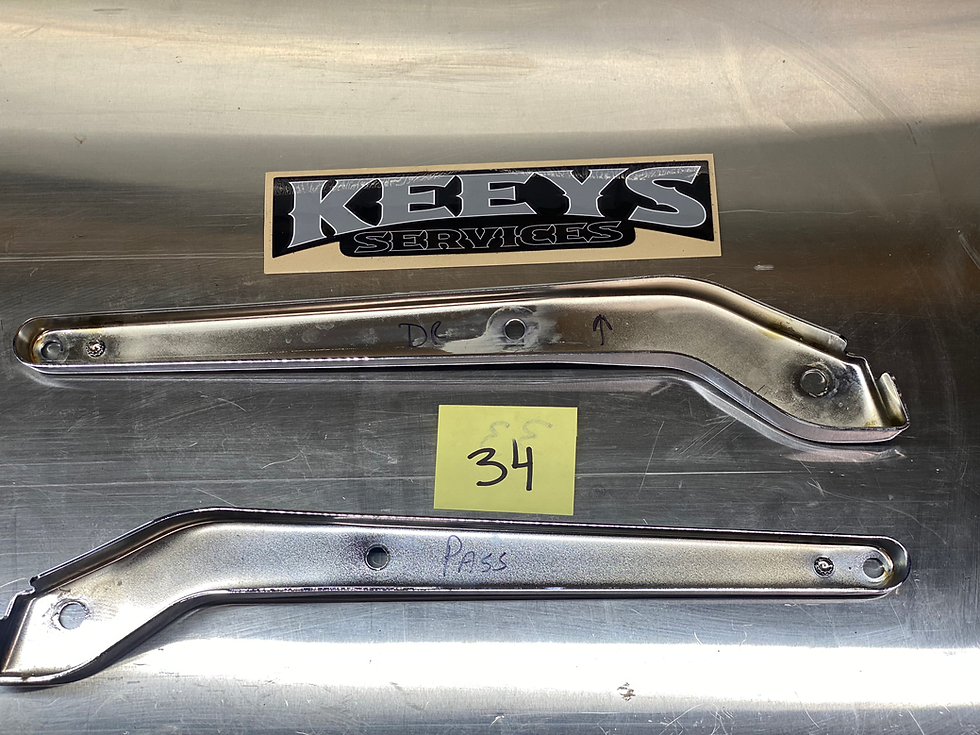 KEEYS
SERVICES
DR ↑
34
PASS